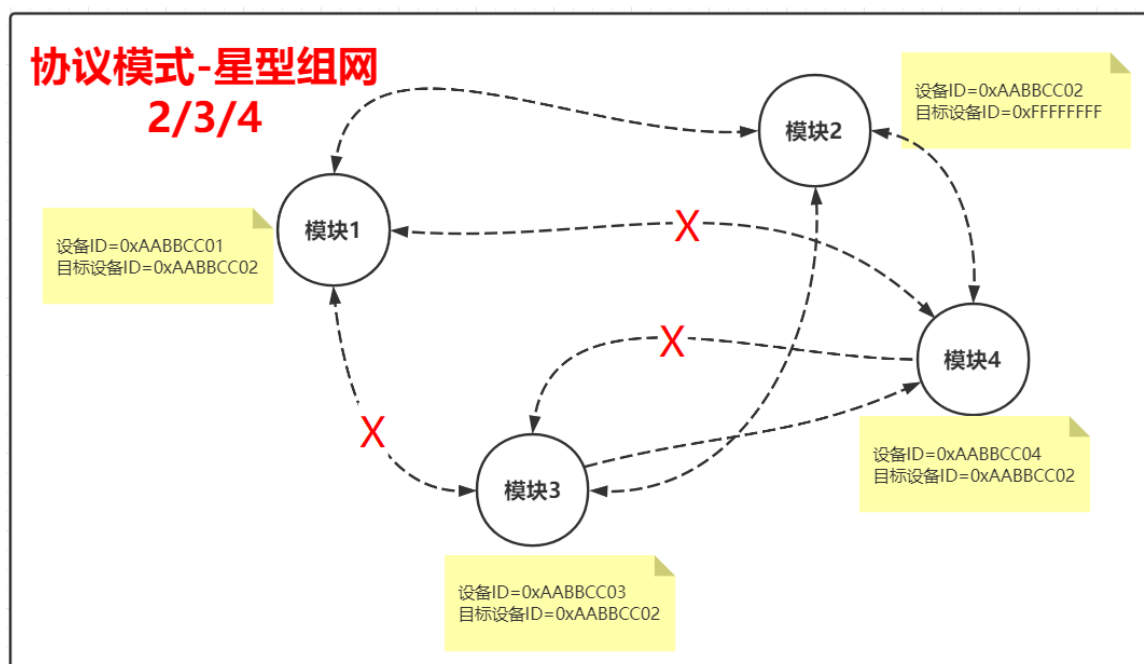 协议模式-星型组网
2/3/4
设备ID=0xAABBCC02
目标设备ID=0xFFFFFFFF
模块2
模块1
设备ID=0xAABBCC01
目标设备ID=0xAABBCC02
X
X
模块4
X
设备ID=0xAABBCC04
目标设备ID=0xAABBCC02
模块3
设备ID=0xAABBCC03
目标设备ID=0xAABBCC02